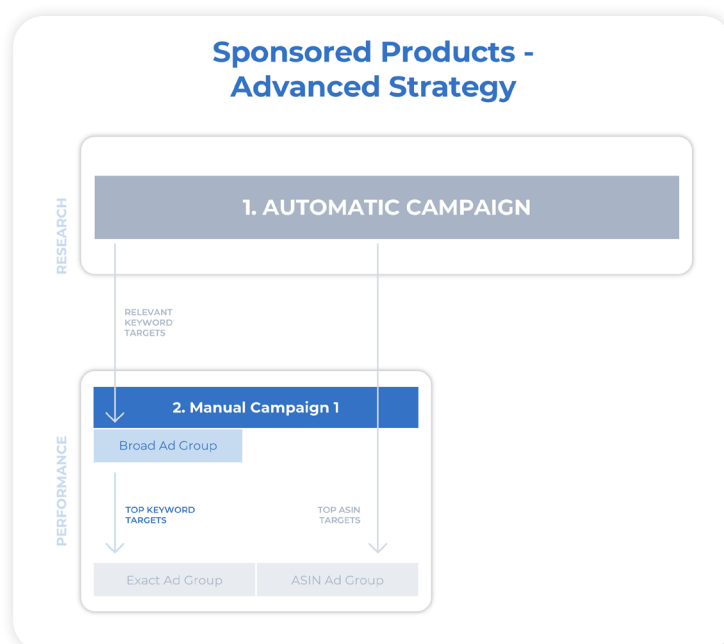 Sponsored Products -
Advanced Strategy
RESEARCH
1. AUTOMATIC CAMPAIGN
RELEVANT
KEYWORD
TARGETS
PERFORMANCE
2. Manual Campaign 1
Broad Ad Group
TOP KEYWORD
TARGETS
TOP ASIN
TARGETS
Exact Ad Group
ASIN Ad Group